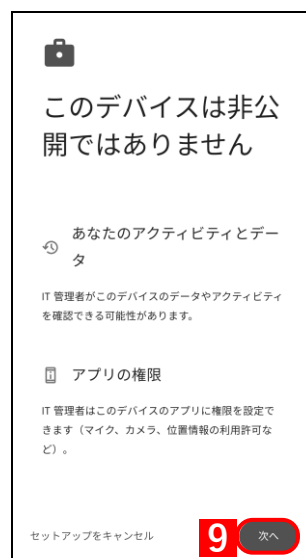 このデバイスは非公
開ではありません
あなたのアクティビティとデー
タ
IT 管理者がこのデバイスのデータやアクティビティ
を確認できる可能性があります。
アプリの権限
IT 管理者はこのデバイスのアプリに権限を設定で
きます（マイク、カメラ、位置情報の利用許可な
ど）。
セットアップをキャンセル 9 次へ